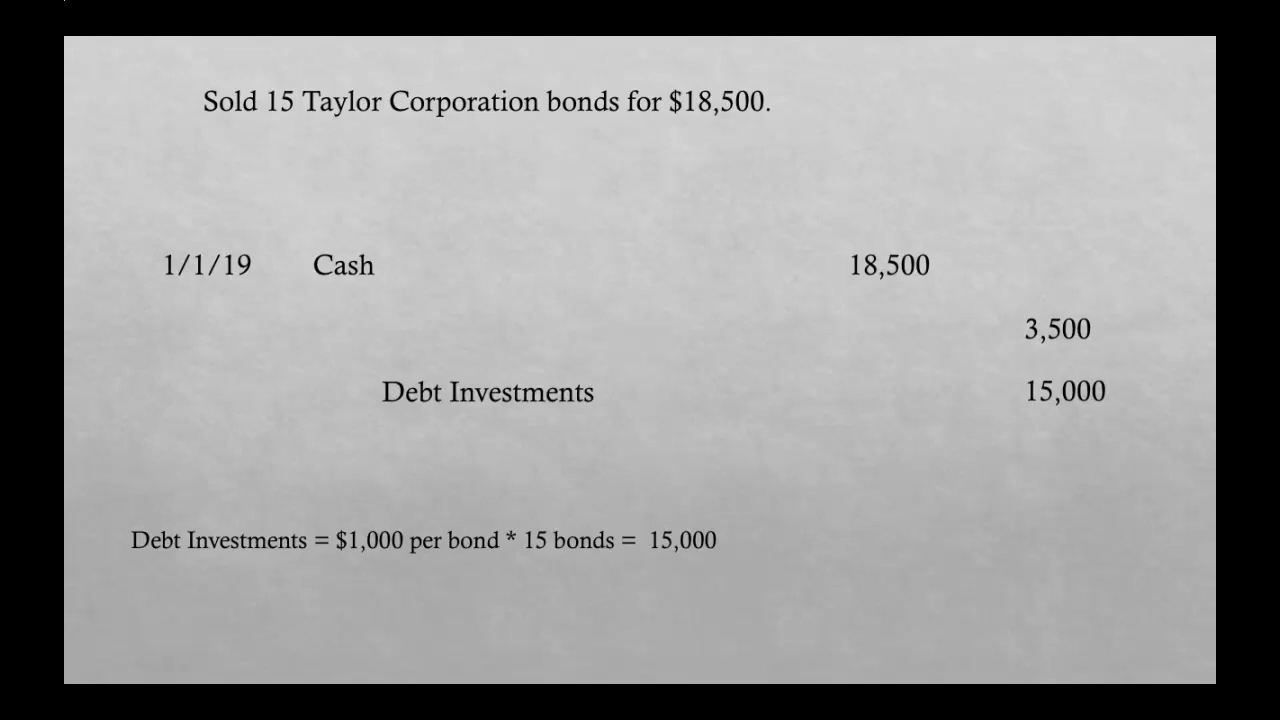 Sold 15 Taylor Corporation bonds for $18,500.
1/1/19 Cash 18,500
3,500
Debt Investments 15,000
Debt Investments = $1,000 per bond * 15 bonds = 15,000